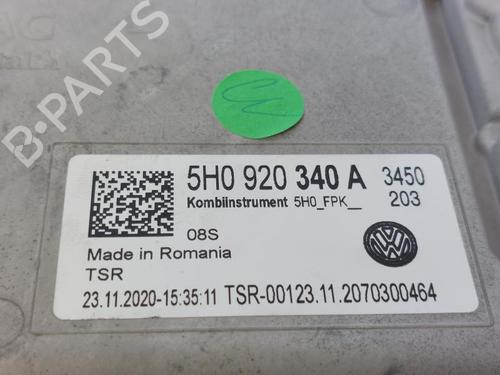 B-PARTS
5H0 920 340 A 3450
Kombiinstrument 5H0_FPK__ 203
08S
Made in Romania
TSR
23.11.2020-15:35:11 TSR-00123.11.2070300464